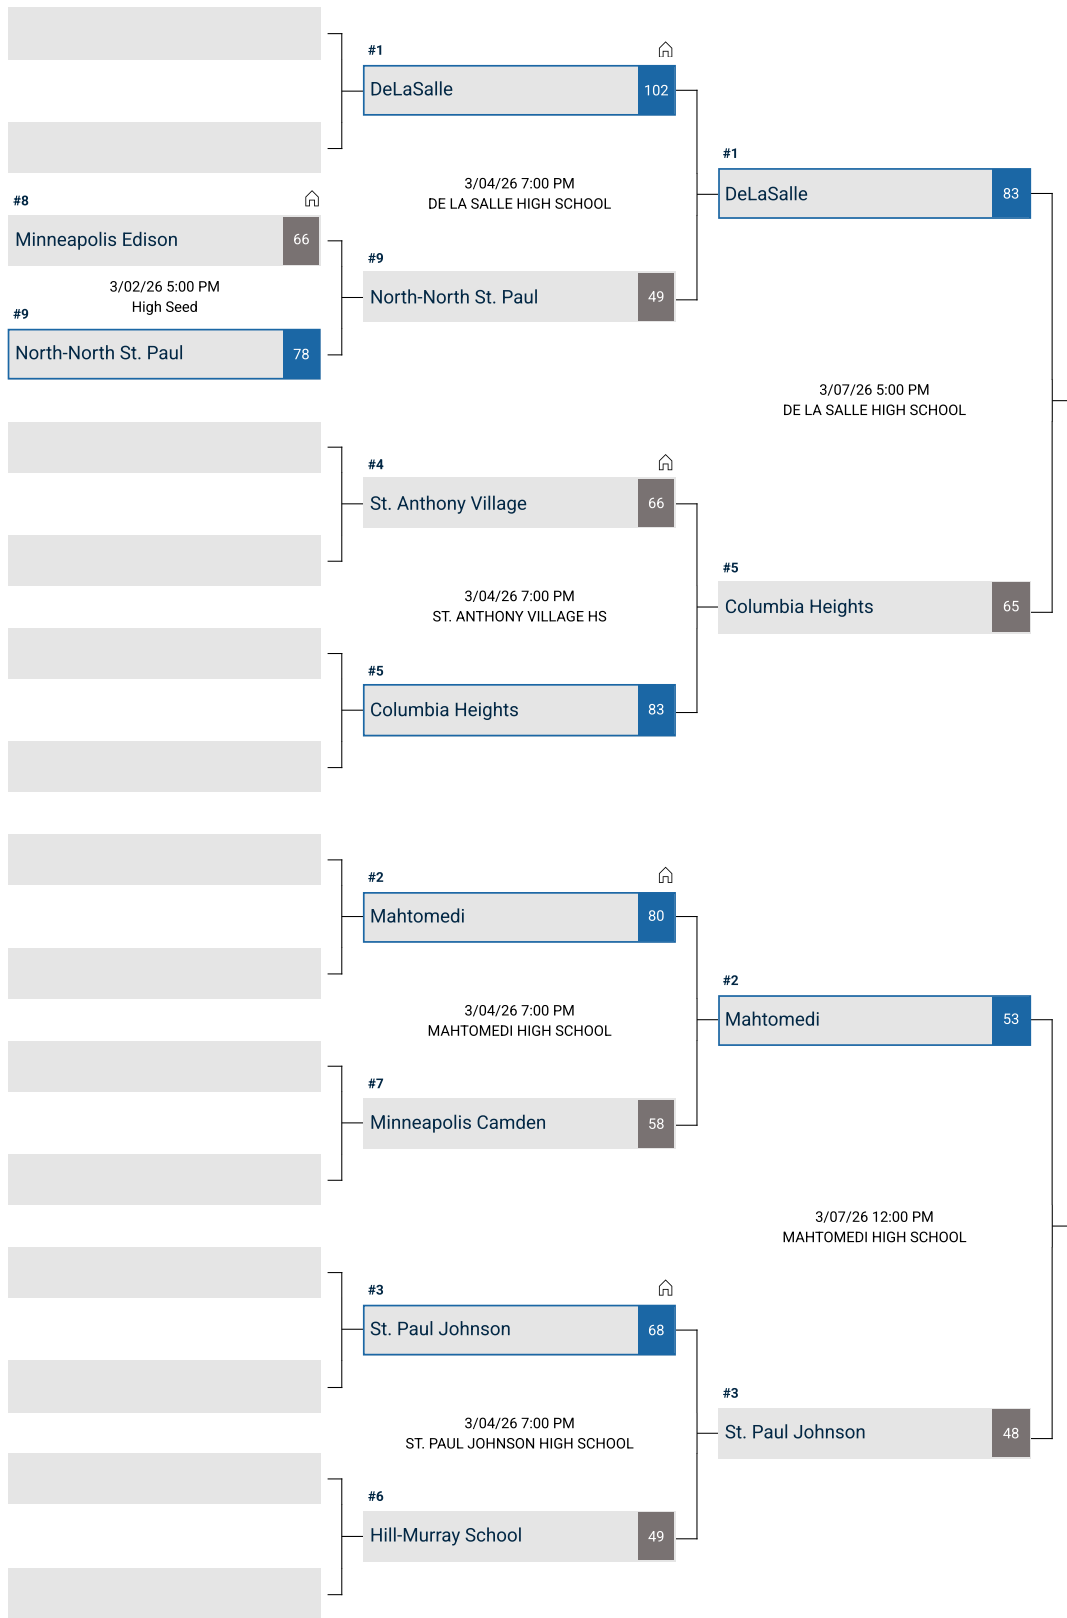 #8
Minneapolis Edison
66
3/02/26 5:00 PM
High Seed
#9
North-North St. Paul
78
#1
DeLaSalle
102
3/04/26 7:00 PM
DE LA SALLE HIGH SCHOOL
#9
North-North St. Paul
49
#4
St. Anthony Village
66
3/04/26 7:00 PM
ST. ANTHONY VILLAGE HS
#5
Columbia Heights
83
#2
Mahtomedi
80
3/04/26 7:00 PM
MAHTOMEDI HIGH SCHOOL
#7
Minneapolis Camden
58
#3
St. Paul Johnson
68
3/04/26 7:00 PM
ST. PAUL JOHNSON HIGH SCHOOL
#6
Hill-Murray School
49
#1
DeLaSalle
83
3/07/26 5:00 PM
DE LA SALLE HIGH SCHOOL
#5
Columbia Heights
65
#2
Mahtomedi
53
3/07/26 12:00 PM
MAHTOMEDI HIGH SCHOOL
#3
St. Paul Johnson
48